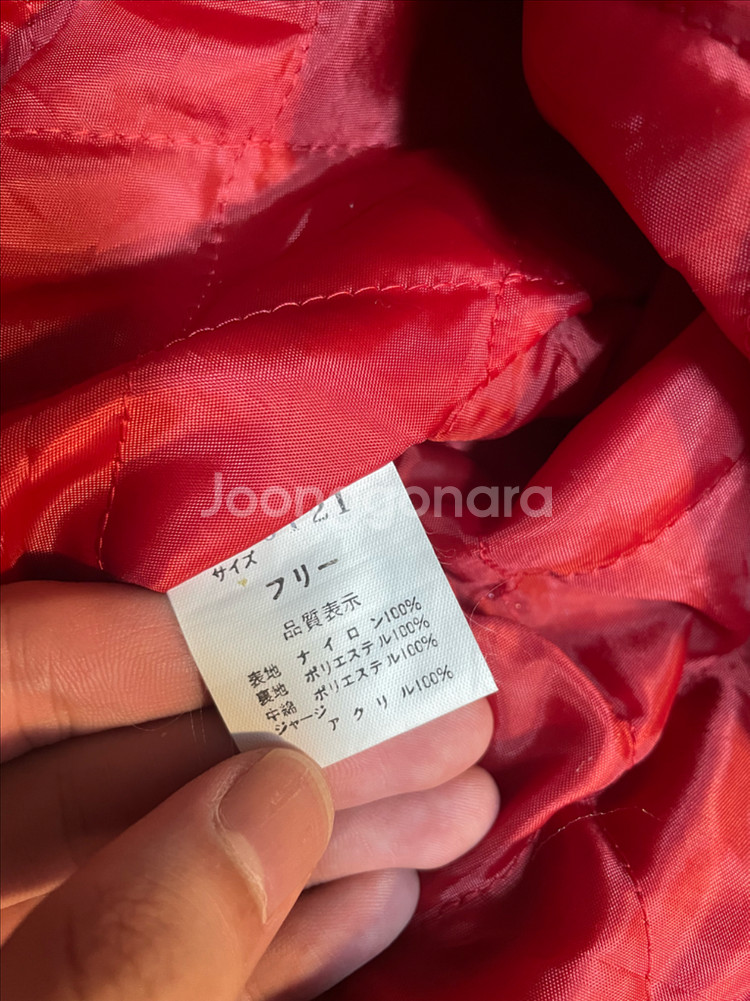 Joongonara
サイズ
フリー
品質表示
表地 ナイロン100%
裏地 ポリエステル100%
中綿 ポリエステル100%
ジャージ アクリル100%